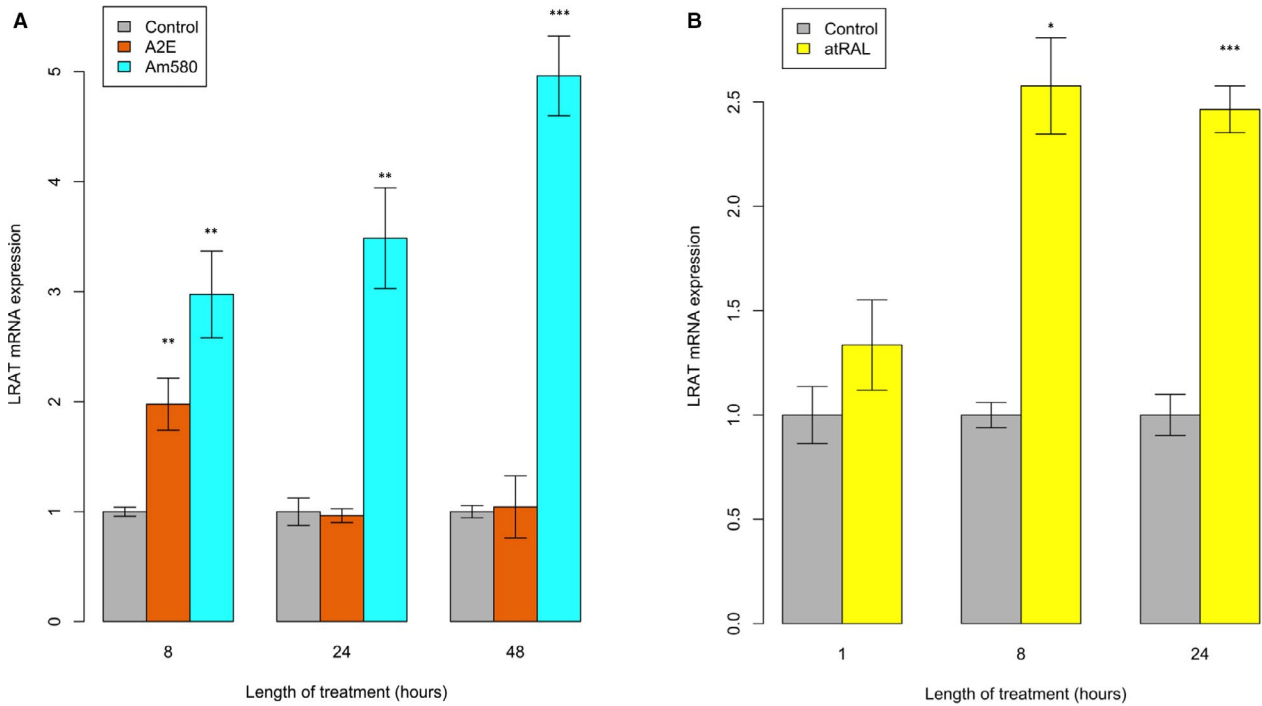 A
Control
A2E
Am580
LRAT mRNA expression
0
1
2
3
4
5
**
**
**
***
8
24
48
Length of treatment (hours)
B
Control
atRAL
LRAT mRNA expression
0.0
0.5
1.0
1.5
2.0
2.5
*
***
1
8
24
Length of treatment (hours)